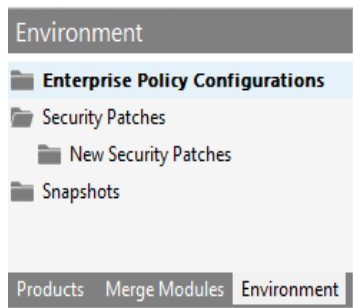 Environment
Enterprise Policy Configurations
Security Patches
New Security Patches
Snapshots
Products Merge Modules Environment